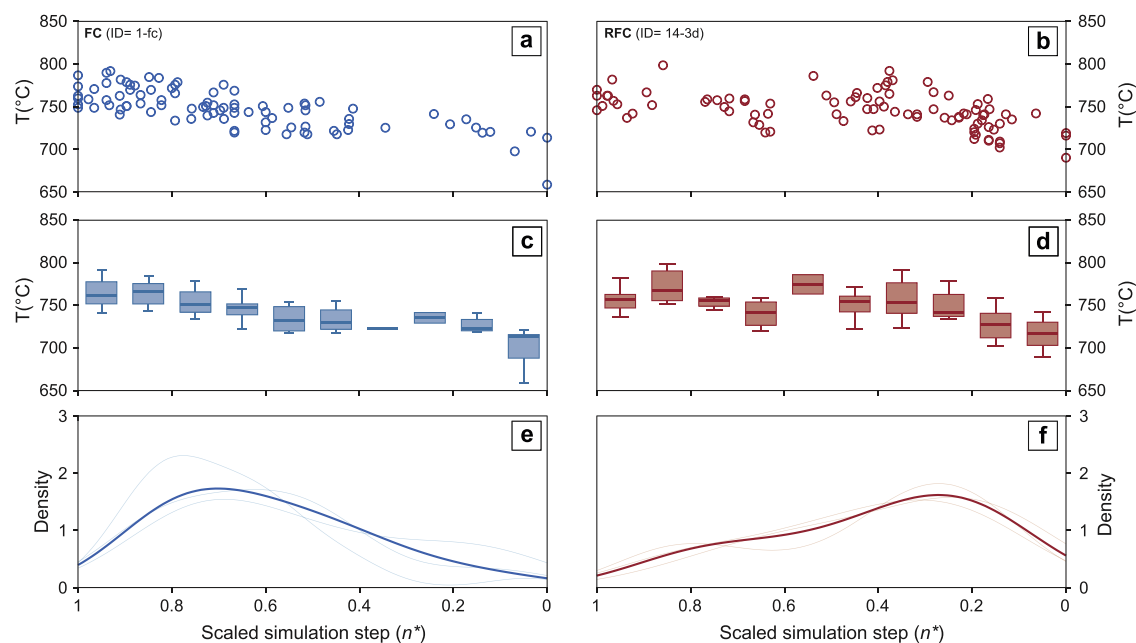 850
800
750
700
650
T(°C)
FC (ID= 1-fc)
a
RFC (ID= 14-3d)
b
850
800
750
700
650
T(°C)
850
800
750
700
650
T(°C)
c
d
850
800
750
700
650
T(°C)
3
2
1
0
Density
e
f
3
2
1
0
Density
1 0.8 0.6 0.4 0.2 0
1 0.8 0.6 0.4 0.2 0
Scaled simulation step (n*)
Scaled simulation step (n*)